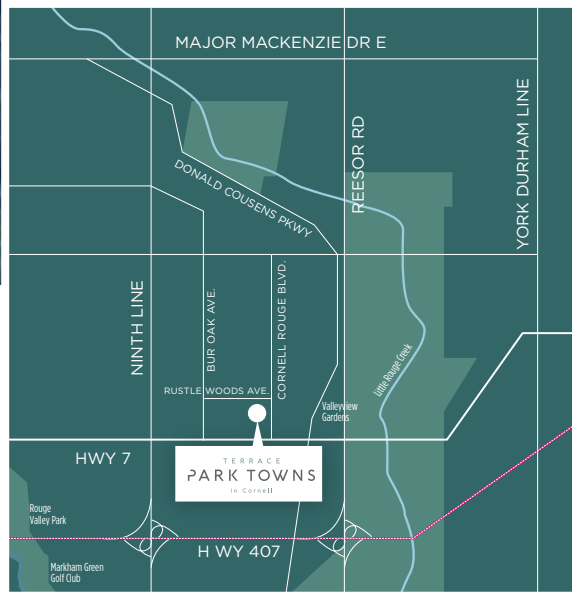 MAJOR MACKENZIE DR E
YORK DURHAM LINE
REESOR RD
DONALD COUSENS PKWY
NINTH LINE
BUR OAK AVE.
CORNELL ROUGE BLVD.
RUSTLE WOODS AVE.
Little Rouge Creek
Valleyview
Gardens
HWY 7
TERRACE
PARK TOWNS
in Cornell
Rouge
Valley Park
H WY 407
Markham Green
Golf Club